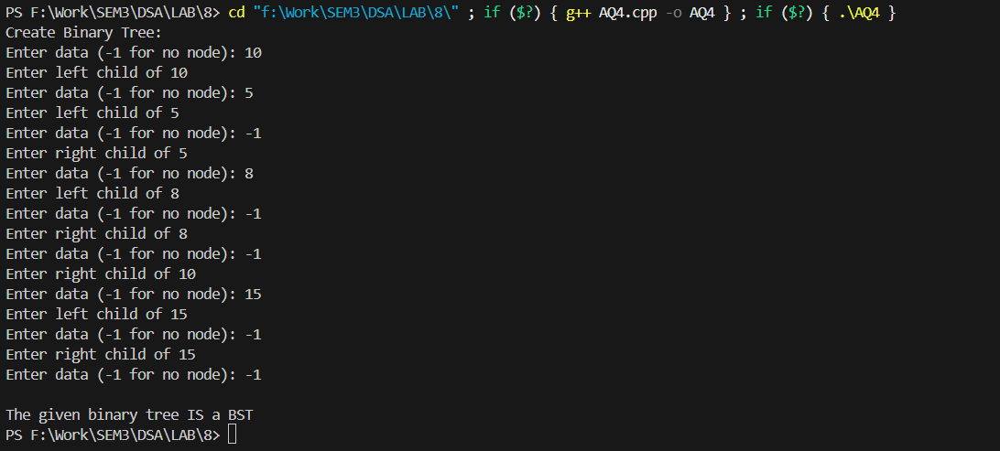 PS F:\Work\SEM3\DSA\LAB\8> cd "f:\Work\SEM3\DSA\LAB\8\" ; if ($?) { g++ AQ4.cpp -o AQ4 } ; if ($?) { .\AQ4 }
Create Binary Tree:
Enter data (-1 for no node): 10
Enter left child of 10
Enter data (-1 for no node): 5
Enter left child of 5
Enter data (-1 for no node): -1
Enter right child of 5
Enter data (-1 for no node): 8
Enter left child of 8
Enter data (-1 for no node): -1
Enter right child of 8
Enter data (-1 for no node): -1
Enter right child of 10
Enter data (-1 for no node): 15
Enter left child of 15
Enter data (-1 for no node): -1
Enter right child of 15
Enter data (-1 for no node): -1
The given binary tree IS a BST
PS F:\Work\SEM3\DSA\LAB\8>